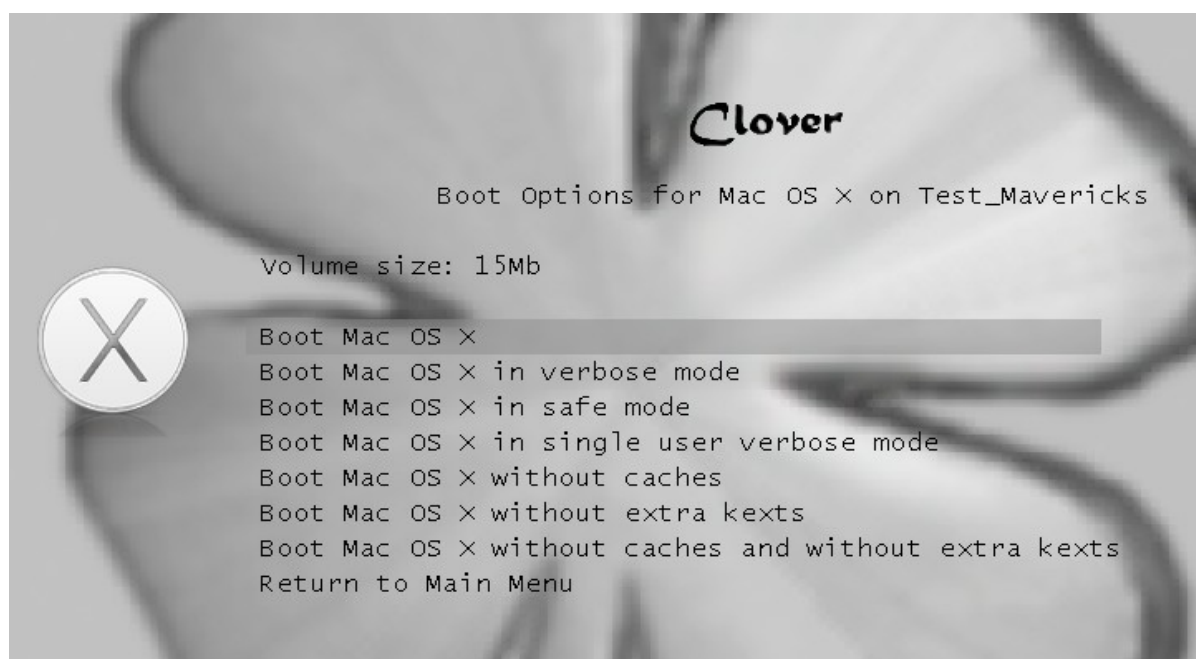 Clover
Boot Options for Mac OS X on Test_Mavericks
Volume size: 15Mb
Boot Mac OS X
Boot Mac OS X in verbose mode
Boot Mac OS X in safe mode
Boot Mac OS X in single user verbose mode
Boot Mac OS X without caches
Boot Mac OS X without extra kexts
Boot Mac OS X without caches and without extra kexts
Return to Main Menu